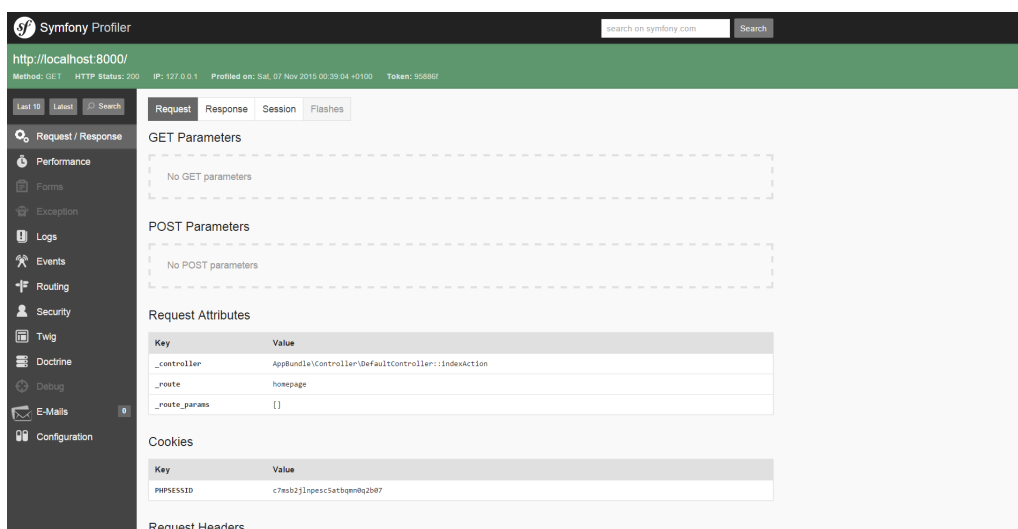 Symfony Profiler
search on symfony.com Search
http://localhost:8000/
Method: GET HTTP Status: 200 IP: 127.0.0.1 Profiled on: Sat, 07 Nov 2015 00:39:04 +0100 Token: 95886f
Last 10 Latest Search
Request Response Session Flashes
Request / Response
Performance
Forms
Exception
Logs
Events
Routing
Security
Twig
Doctrine
Debug
E-Mails 0
Configuration
GET Parameters
No GET parameters
POST Parameters
No POST parameters
Request Attributes
Key Value
_controller AppBundle\Controller\DefaultController::indexAction
_route homepage
_route_params []
Cookies
Key Value
PHPSESSID c7msb2jlnpesc5atbqmn0q2b07
Request Headers